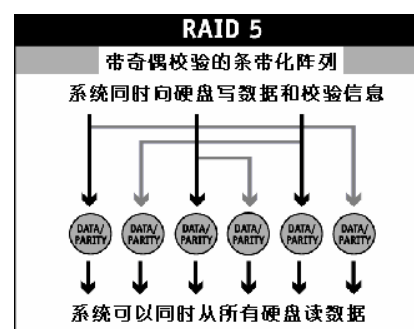 RAID 5
带奇偶校验的条带化阵列
系统同时向硬盘写数据和校验信息
DATA/ DATA/ DATA/ DATA/ DATA/ DATA/
PARITY PARITY PARITY PARITY PARITY PARITY
系统可以同时从所有硬盘读数据